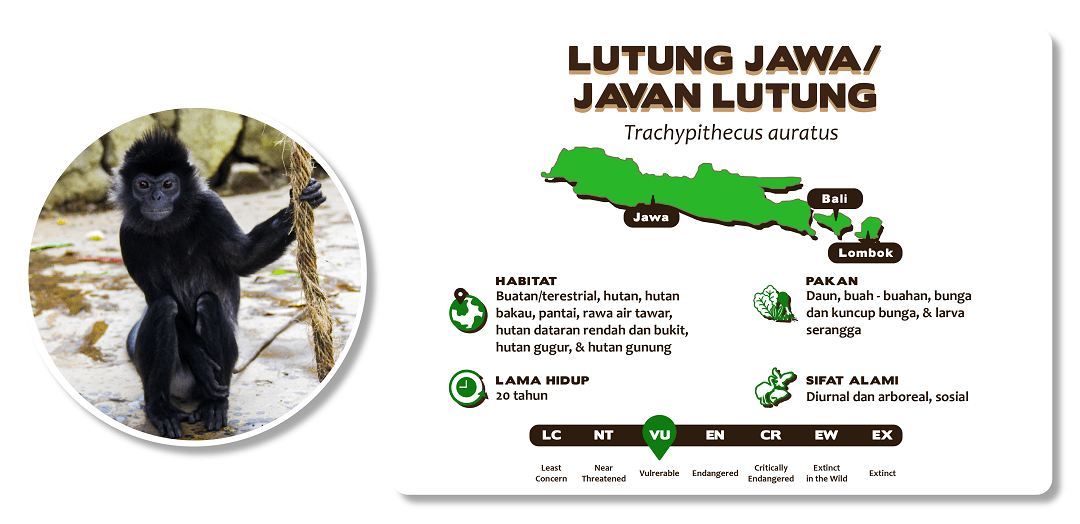 LUTUNG JAWA/
JAVAN LUTUNG
Trachypithecus auratus
Jawa
Bali
Lombok
HABITAT
Buatan/terestrial, hutan, hutan
bakau, pantai, rawa air tawar,
hutan dataran rendah dan bukit,
hutan gugur, & hutan gunung
PAKAN
Daun, buah - buahan, bunga
dan kuncup bunga, & larva
serangga
LAMA HIDUP
20 tahun
SIFAT ALAMI
Diurnal dan arboreal, sosial
LC NT VU EN CR EW EX
Least Concern
Near Threatened
Vulrerable
Endangered
Critically Endangered
Extinct in the Wild
Extinct